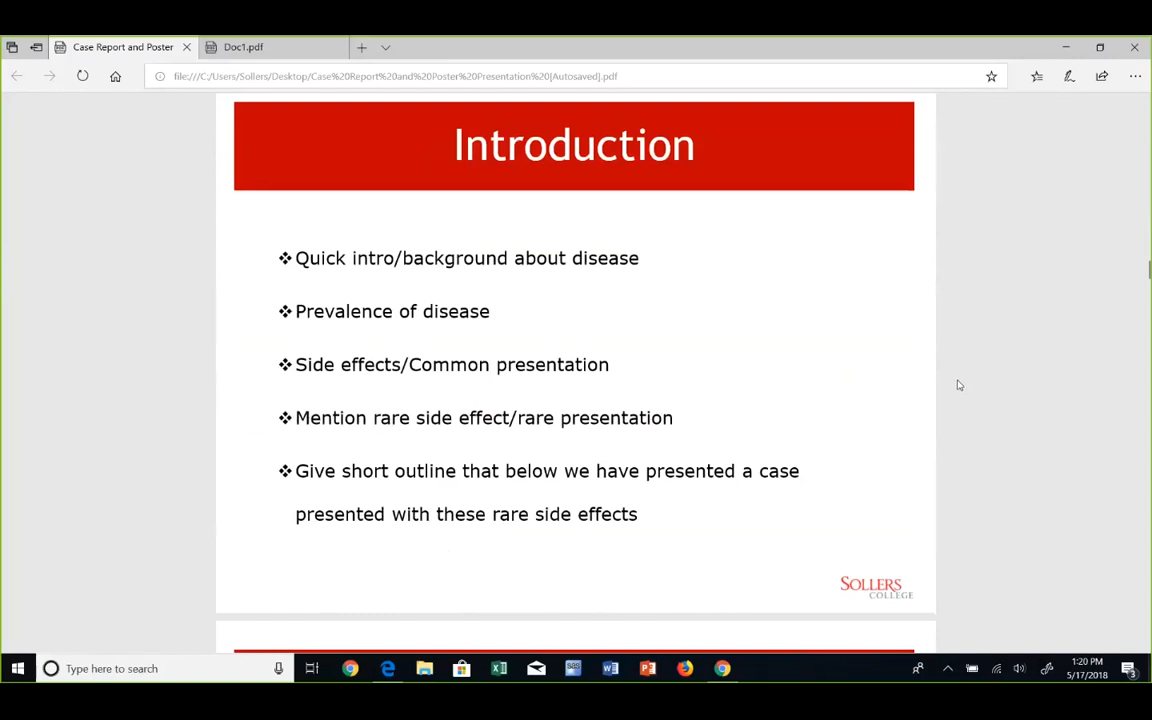 Case Report and Poster
Doc1.pdf
file:///C:/Users/Sollers/Desktop/Case%20Report%20and%20Poster%20Presentation%20[Autosaved].pdf
Introduction
❖Quick intro/background about disease
❖Prevalence of disease
❖Side effects/Common presentation
❖Mention rare side effect/rare presentation
❖Give short outline that below we have presented a case
presented with these rare side effects
SOLLERS
COLLEGE
Type here to search
1:20 PM
5/17/2018